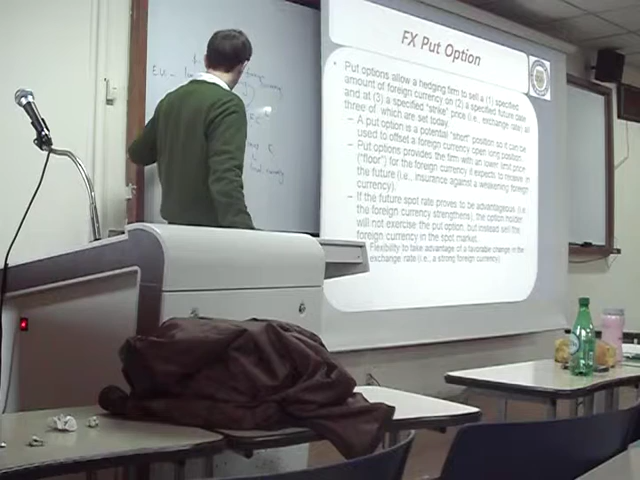 FX Put Option
• Put options allow a hedging firm to sell a (1) specified
amount of foreign currency on (2) a specified future date
and at (3) a specified "strike" price (i.e., exchange rate) all
three of which are set today.
– A put option is a potential "short" position so it can be
used to offset a foreign currency open long position.
– Put options provides the firm with a lower limit price
("floor") for the foreign currency it expects to receive in
the future (i.e., insurance against a weakening foreign
currency).
– If the future spot rate proves to be advantageous (i.e.
the foreign currency strengthens), the option holder
will not exercise the put option, but instead sell the
foreign currency in the spot market.
Flexibility to take advantage of a favorable change in the
exchange rate (i.e., a strong foreign currency)